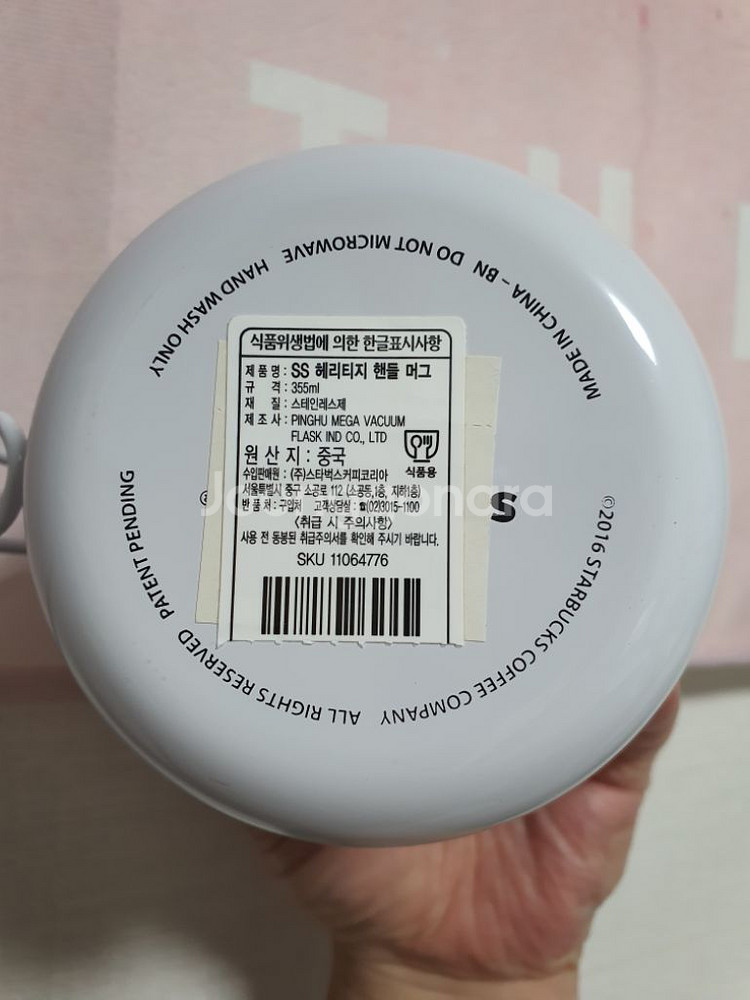 식품위생법에 의한 한글표시사항
제품명: SS 헤리티지 핸들 머그
규 격: 355ml
재 질: 스테인레스제
제조사: PINGHU MEGA VACUUM
FLASK IND CO., LTD
식품용
원산지: 중국
수입판매원: (주)스타벅스커피코리아
서울특별시 중구 소공로 112 (소공동,1층, 지하1층)
반품처: 구입처 고객상담실: ☎(02)3015-1100
<취급 시 주의사항>
사용 전 동봉된 취급주의서를 확인해 주시기 바랍니다.
SKU 11064776
©2016 STARBUCKS COFFEE COMPANY ALL RIGHTS RESERVED PATENT PENDING
HAND WASH ONLY DO NOT MICROWAVE MADE IN CHINA - BN
S
Joonggonara